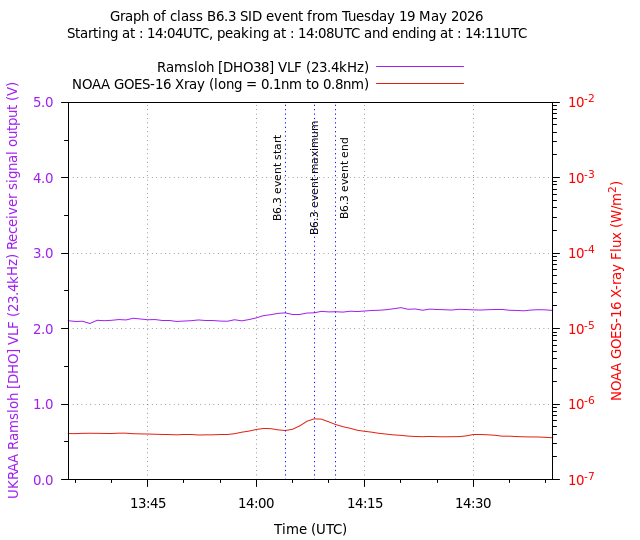 Graph of class B6.3 SID event from Tuesday 19 May 2026
Starting at : 14:04UTC, peaking at : 14:08UTC and ending at : 14:11UTC
Ramsloh [DHO38] VLF (23.4kHz)
NOAA GOES-16 Xray (long = 0.1nm to 0.8nm)
UKRAA Ramsloh [DHO] VLF (23.4kHz) Receiver signal output (V)
5.0
4.0
3.0
2.0
1.0
0.0
B6.3 event start
B6.3 event maximum
B6.3 event end
10^-2
10^-3
10^-4
10^-5
10^-6
10^-7
NOAA GOES-16 X-ray Flux (W/m²)
13:45
14:00
14:15
14:30
Time (UTC)